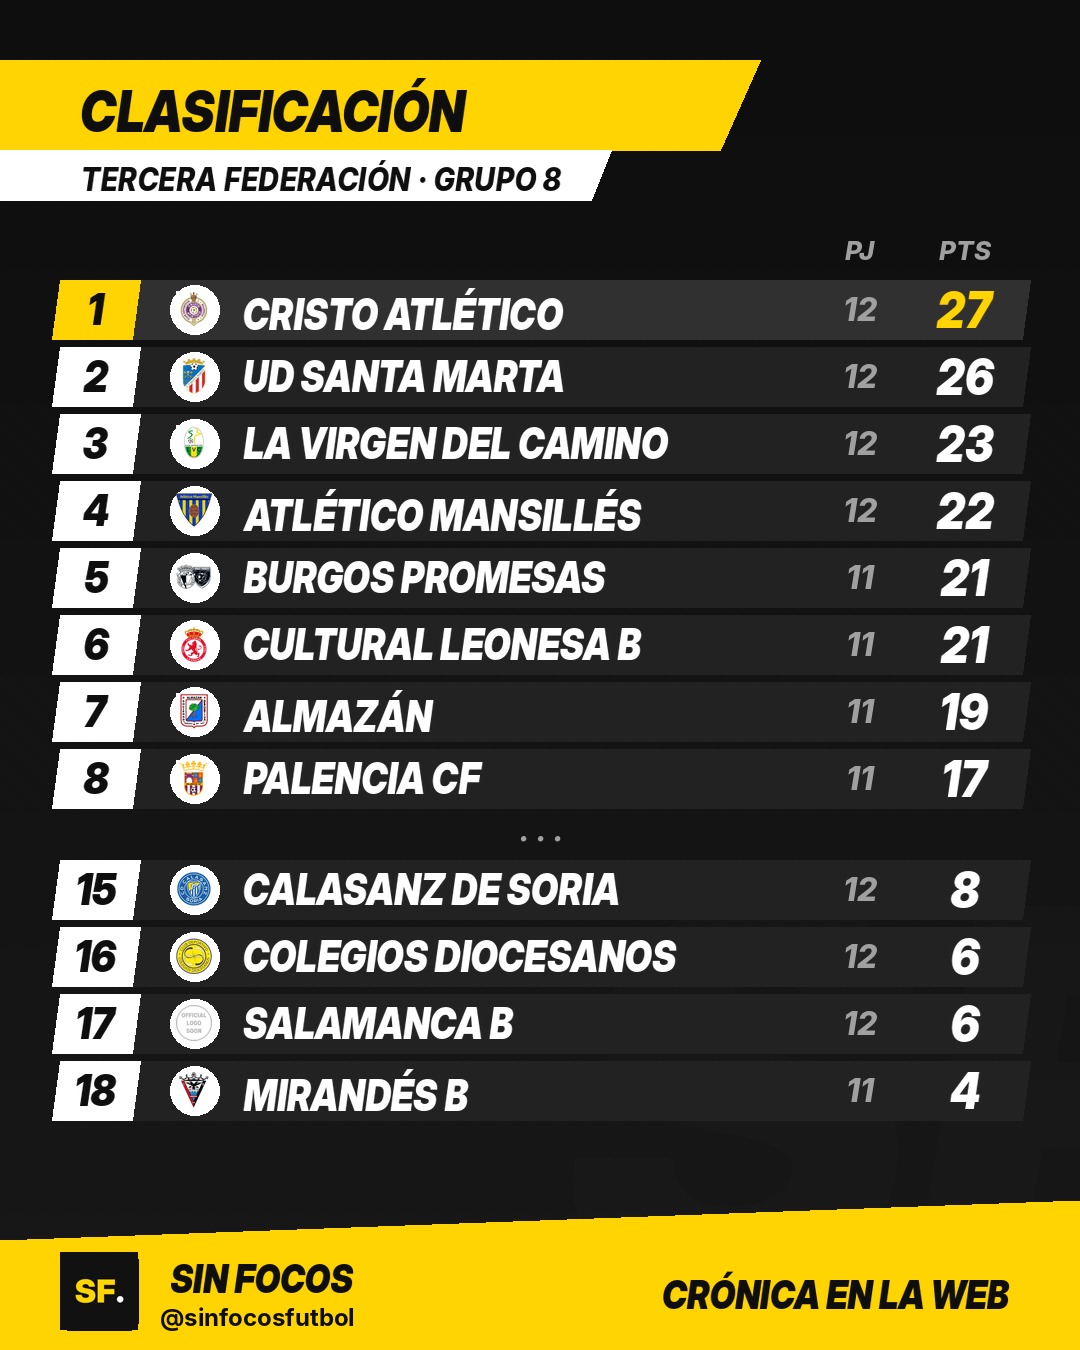 CLASIFICACIÓN
TERCERA FEDERACIÓN · GRUPO 8
PJ PTS
1 CRISTO ATLÉTICO 12 27
2 UD SANTA MARTA 12 26
3 LA VIRGEN DEL CAMINO 12 23
4 ATLÉTICO MANSILLÉS 12 22
5 BURGOS PROMESAS 11 21
6 CULTURAL LEONESA B 11 21
7 ALMAZÁN 11 19
8 PALENCIA CF 11 17
...
15 CALASANZ DE SORIA 12 8
16 COLEGIOS DIOCESANOS 12 6
17 OFFICIAL LOGO SOON SALAMANCA B 12 6
18 MIRANDÉS B 11 4
SF. SIN FOCOS
@sinfocosfutbol
CRÓNICA EN LA WEB